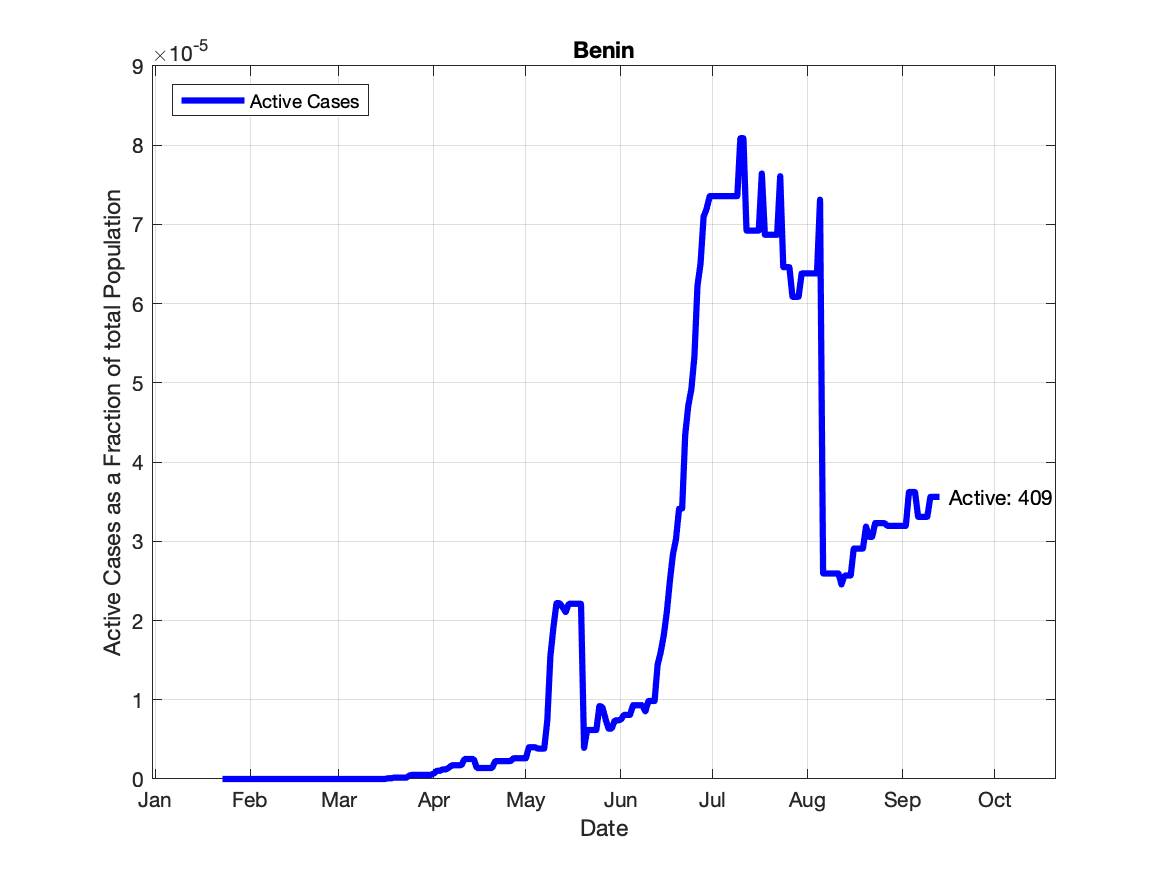 Benin
×10-5
Active Cases
9
8
7
6
5
4
3
2
1
0
Active Cases as a Fraction of total Population
Active: 409
Jan Feb Mar Apr May Jun Jul Aug Sep Oct
Date